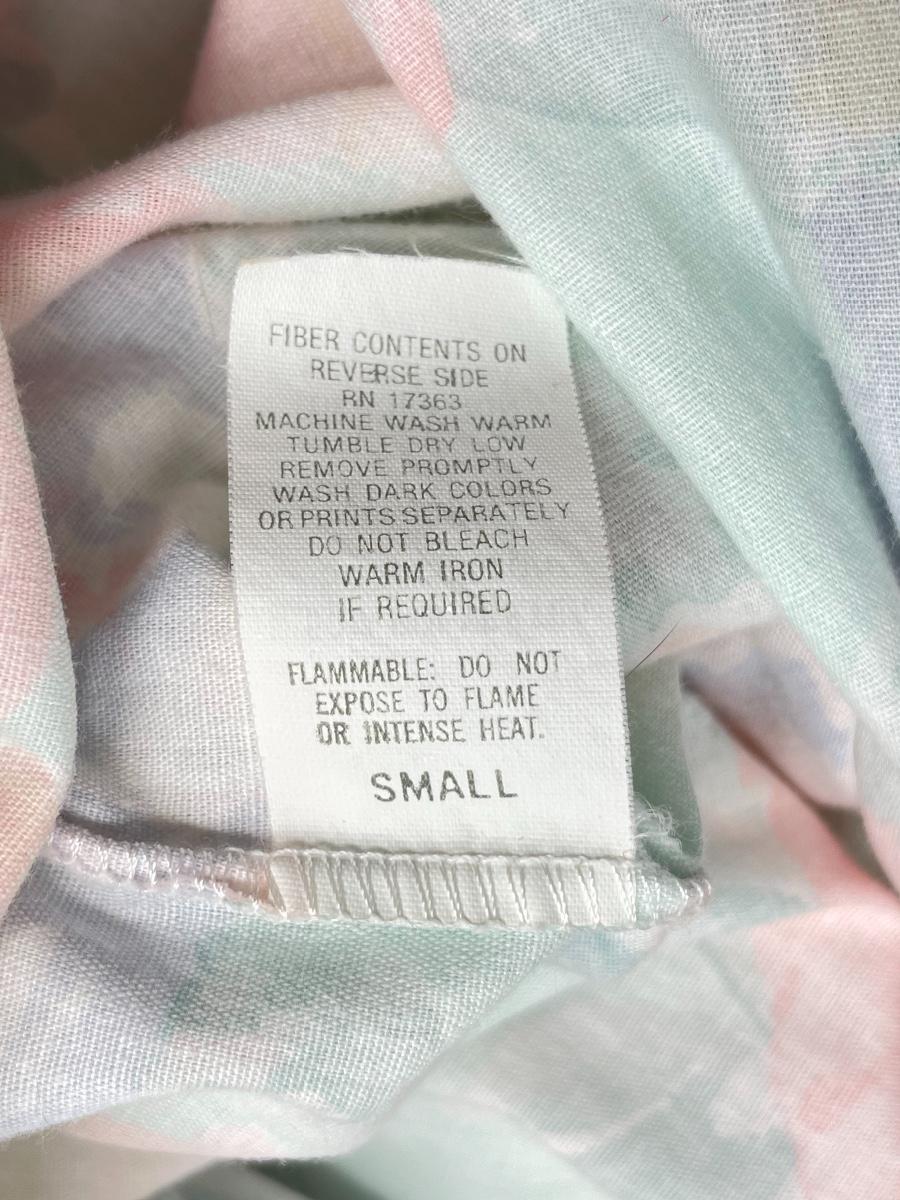 FIBER CONTENTS ON
REVERSE SIDE
RN 17363
MACHINE WASH WARM
TUMBLE DRY LOW
REMOVE PROMPTLY
WASH DARK COLORS
OR PRINTS SEPARATELY
DO NOT BLEACH
WARM IRON
IF REQUIRED
FLAMMABLE: DO NOT
EXPOSE TO FLAME
OR INTENSE HEAT.
SMALL